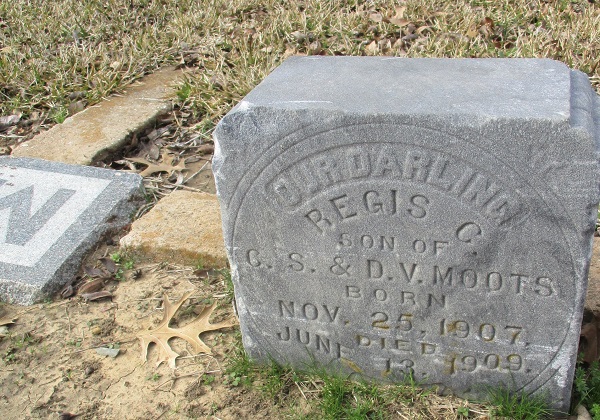 OUR DARLING
REGIS C.
SON OF
C. S. & D. V. MOOTS
BORN
NOV. 25, 1907.
DIED
JUNE 13, 1909.